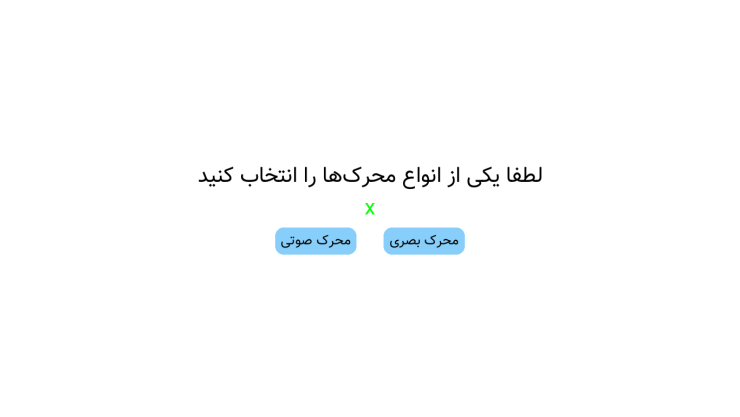 لطفا یکی از انواع محرک‌ها را انتخاب کنید
x
محرک بصری
محرک صوتی